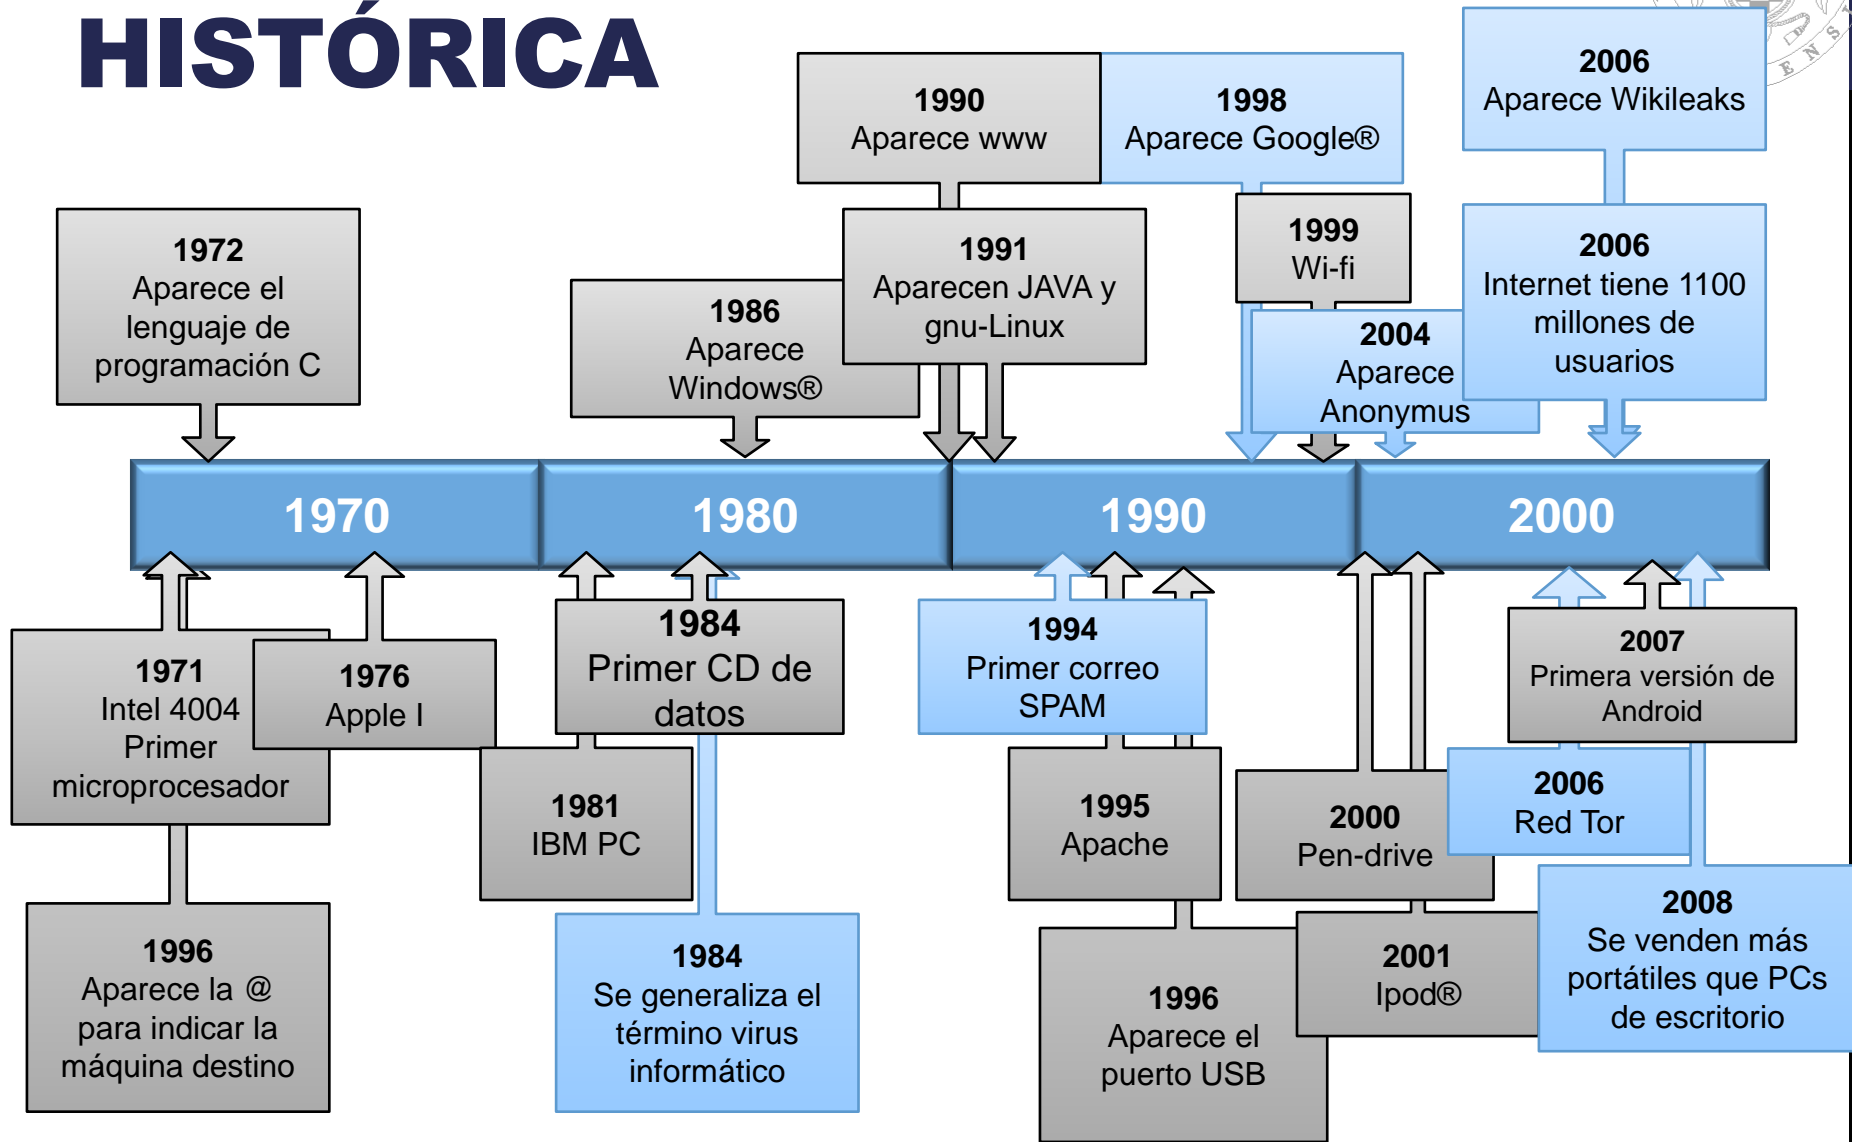 HISTÓRICA
1990
Aparece www
1998
Aparece Google®
2006
Aparece Wikileaks
1972
Aparece el
lenguaje de
programación C
1986
Aparece
Windows®
1991
Aparecen JAVA y
gnu-Linux
1999
Wi-fi
2004
Aparece
Anonymus
2006
Internet tiene 1100
millones de
usuarios
1970
1980
1990
2000
1971
Intel 4004
Primer
microprocesador
1976
Apple I
1984
Primer CD de
datos
1994
Primer correo
SPAM
2007
Primera versión de
Android
1981
IBM PC
1995
Apache
2000
Pen-drive
2006
Red Tor
1996
Aparece la @
para indicar la
máquina destino
1984
Se generaliza el
término virus
informático
1996
Aparece el
puerto USB
2001
Ipod®
2008
Se venden más
portátiles que PCs
de escritorio
E N S